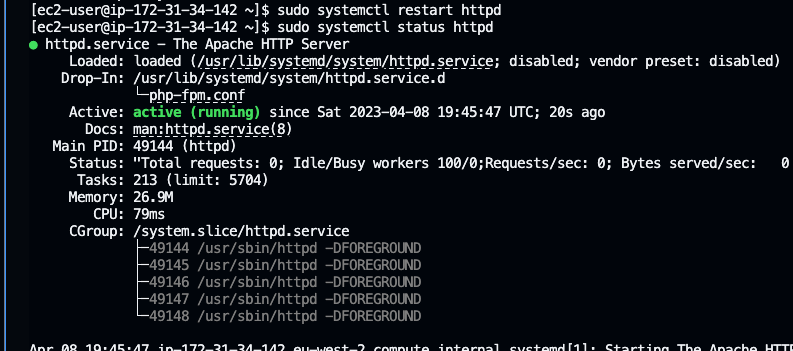 [ec2-user@ip-172-31-34-142 ~]$ sudo systemctl restart httpd
[ec2-user@ip-172-31-34-142 ~]$ sudo systemctl status httpd
● httpd.service - The Apache HTTP Server
Loaded: loaded (/usr/lib/systemd/system/httpd.service; disabled; vendor preset: disabled)
Drop-In: /usr/lib/systemd/system/httpd.service.d
└─php-fpm.conf
Active: active (running) since Sat 2023-04-08 19:45:47 UTC; 20s ago
Docs: man:httpd.service(8)
Main PID: 49144 (httpd)
Status: "Total requests: 0; Idle/Busy workers 100/0;Requests/sec: 0; Bytes served/sec:   0
Tasks: 213 (limit: 5704)
Memory: 26.9M
CPU: 79ms
CGroup: /system.slice/httpd.service
├─49144 /usr/sbin/httpd -DFOREGROUND
├─49145 /usr/sbin/httpd -DFOREGROUND
├─49146 /usr/sbin/httpd -DFOREGROUND
├─49147 /usr/sbin/httpd -DFOREGROUND
└─49148 /usr/sbin/httpd -DFOREGROUND
Apr 08 19:45:47 ip-172-31-34-142.eu-west-2.compute.internal systemd[1]: Starting The Apache HTT